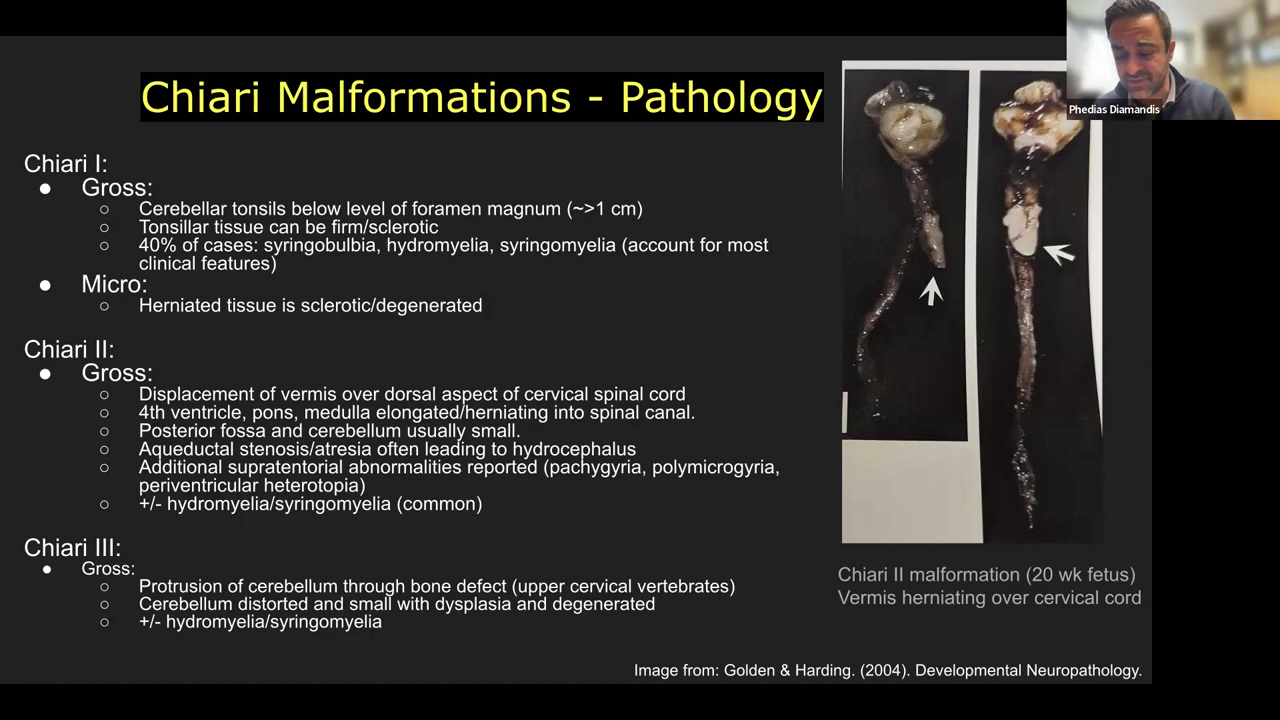 Phedias Diamandis
Chiari Malformations - Pathology
Chiari I:
● Gross:
○ Cerebellar tonsils below level of foramen magnum (~>1 cm)
○ Tonsillar tissue can be firm/sclerotic
○ 40% of cases: syringobulbia, hydromyelia, syringomyelia (account for most
clinical features)
● Micro:
○ Herniated tissue is sclerotic/degenerated
Chiari II:
● Gross:
○ Displacement of vermis over dorsal aspect of cervical spinal cord
○ 4th ventricle, pons, medulla elongated/herniating into spinal canal.
○ Posterior fossa and cerebellum usually small.
○ Aqueductal stenosis/atresia often leading to hydrocephalus
○ Additional supratentorial abnormalities reported (pachygyria, polymicrogyria,
periventricular heterotopia)
○ +/- hydromyelia/syringomyelia (common)
Chiari III:
● Gross:
○ Protrusion of cerebellum through bone defect (upper cervical vertebrates)
○ Cerebellum distorted and small with dysplasia and degenerated
○ +/- hydromyelia/syringomyelia
Chiari II malformation (20 wk fetus)
Vermis herniating over cervical cord
Image from: Golden & Harding. (2004). Developmental Neuropathology.